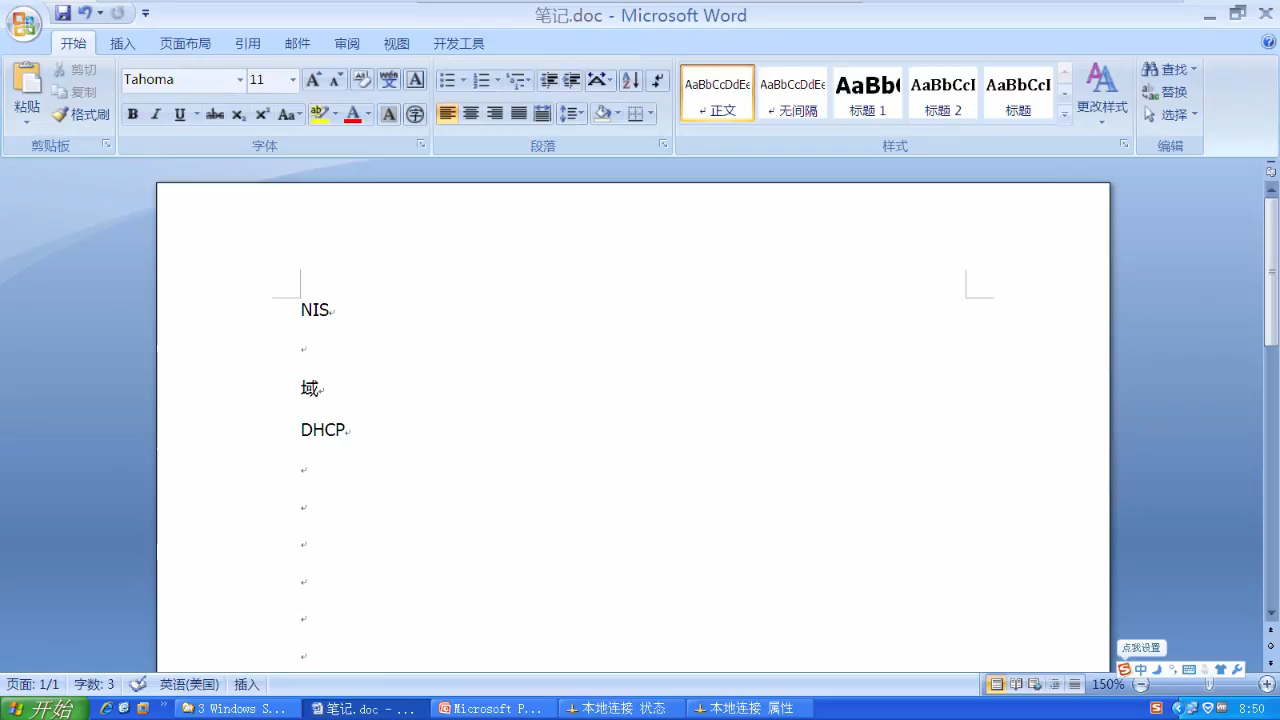 笔记.doc - Microsoft Word
开始 插入 页面布局 引用 邮件 审阅 视图 开发工具
粘贴
剪切
复制
格式刷
剪贴板
Tahoma 11
B I U abc x₂ x² Aa A A
字体
段落
AaBbCcDdEe AaBbCcDdEe AaBb( AaBbCcI AaBbCcI
正文 无间隔 标题 1 标题 2 标题
更改样式
样式
查找
替换
选择
编辑
NIS
域
DHCP
点我设置
中
页面: 1/1 字数: 3 英语(美国) 插入 150%
开始 3 Windows S... 笔记.doc - ... Microsoft P... 本地连接 状态 本地连接 属性 8:50